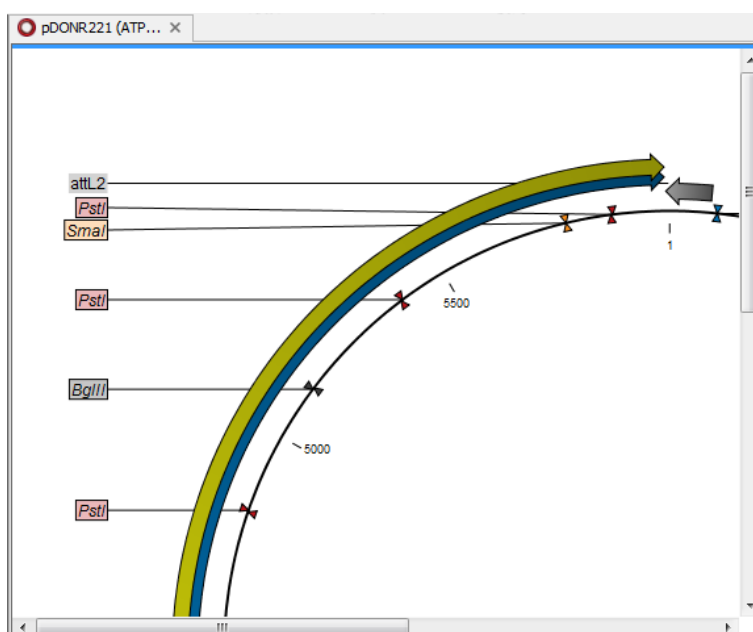 pDONR221 (ATP...
attL2
PstI
SmaI
PstI
BglII
PstI
1
5500
5000